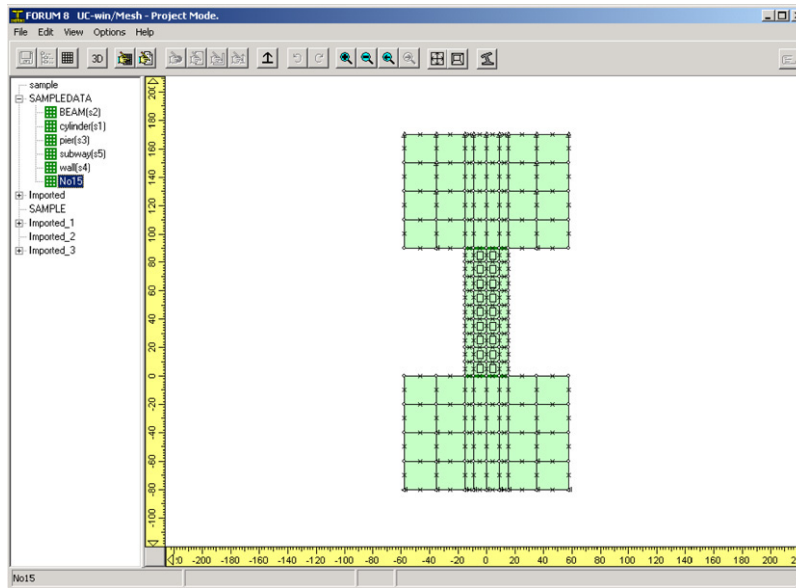 FORUM 8 UC-win/Mesh - Project Mode.
File Edit View Options Help
3D
sample
SAMPLEDATA
BEAM(s2)
cylinder(s1)
pier(s3)
subway(s5)
wall(s4)
No15
Imported
SAMPLE
Imported_1
Imported_2
Imported_3
180
160
140
120
100
80
60
40
20
0
-20
-40
-60
-80
-100
-200 -180 -160 -140 -120 -100 -80 -60 -40 -20 0 20 40 60 80 100 120 140 160 180 200
No15